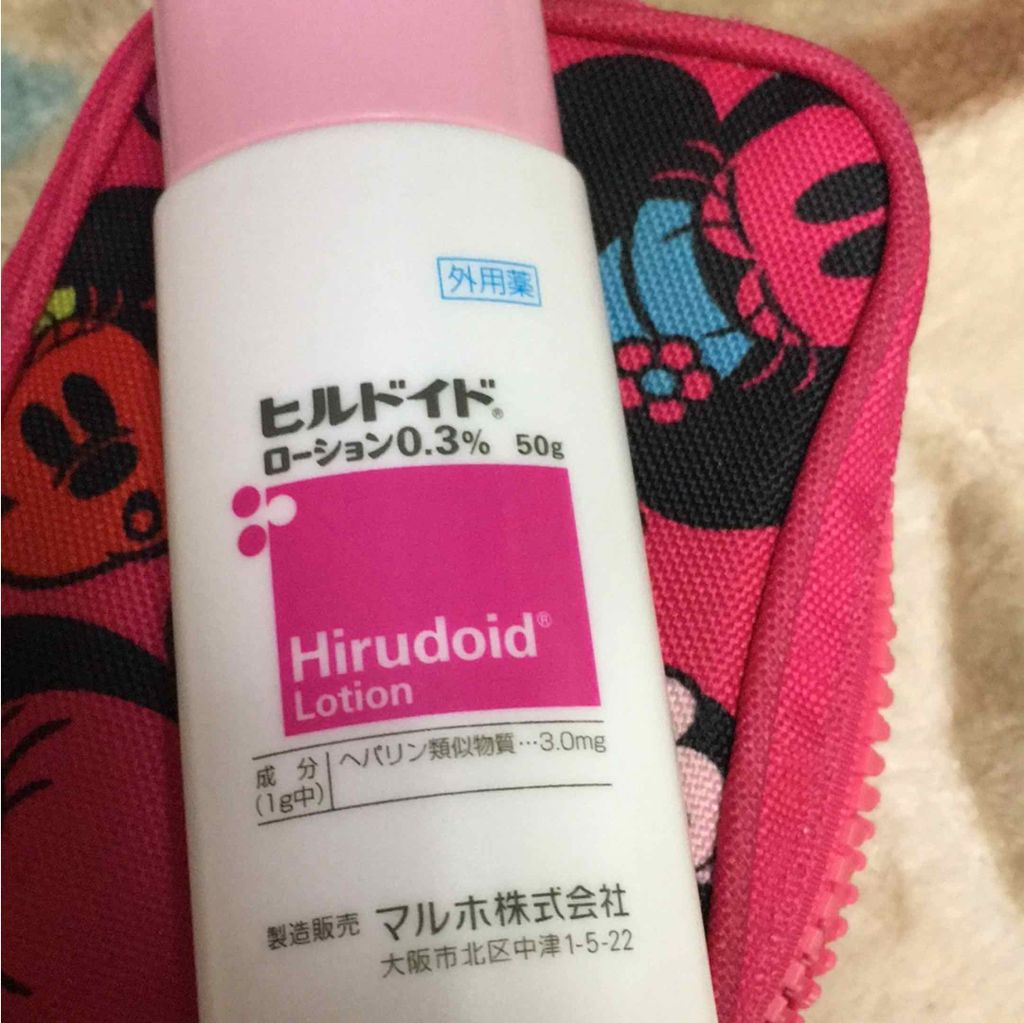 外用薬
ヒルドイド®
ローション0.3% 50g
Hirudoid®
Lotion
成分 ヘパリン類似物質…3.0mg
(1g中)
製造販売 マルホ株式会社
大阪市北区中津1-5-22